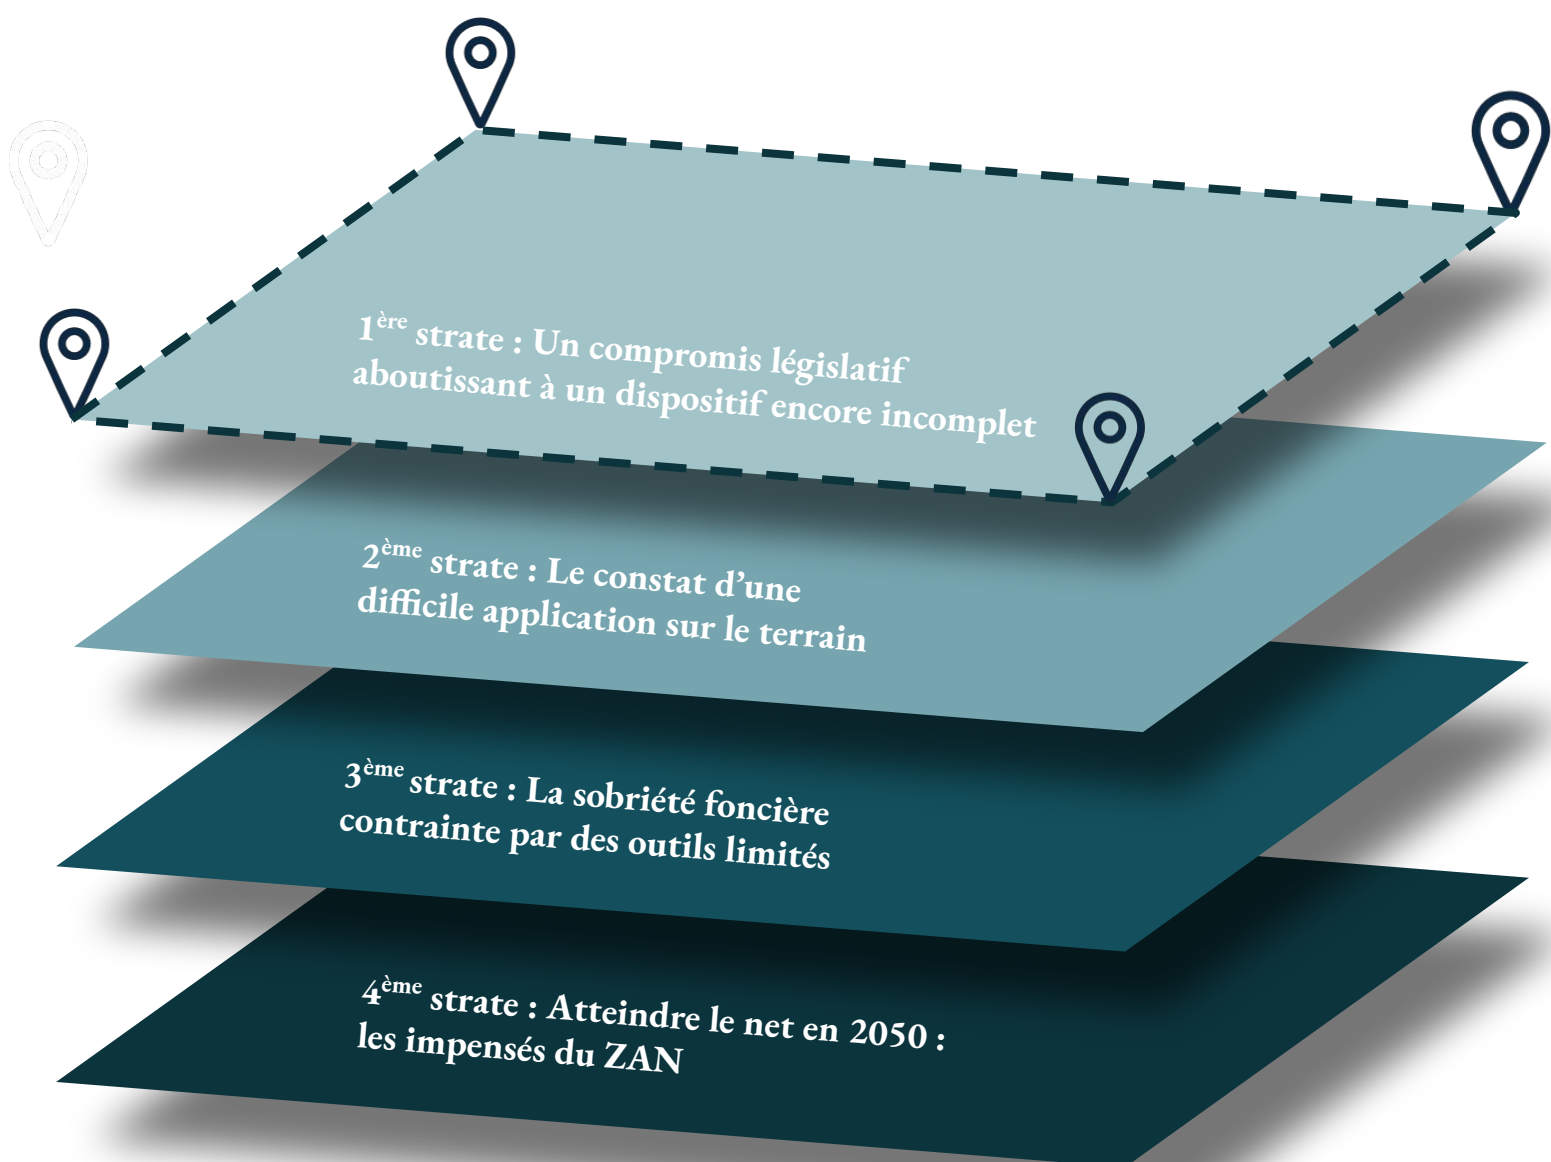 1ère strate : Un compromis législatif
aboutissant à un dispositif encore incomplet
2ème strate : Le constat d’une
difficile application sur le terrain
3ème strate : La sobriété foncière
contrainte par des outils limités
4ème strate : Atteindre le net en 2050 :
les impensés du ZAN